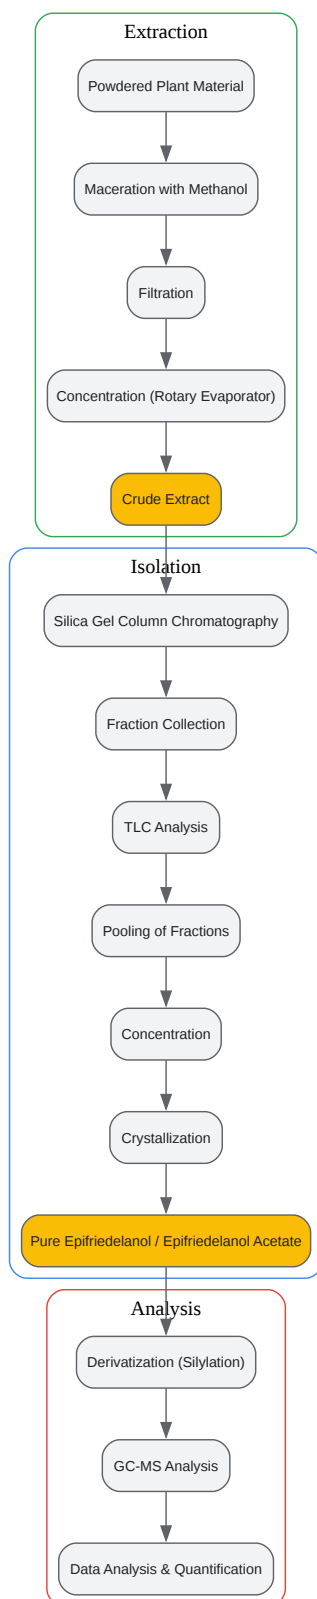 Extraction
Powdered Plant Material
Maceration with Methanol
Filtration
Concentration (Rotary Evaporator)
Crude Extract
Isolation
Silica Gel Column Chromatography
Fraction Collection
TLC Analysis
Pooling of Fractions
Concentration
Crystallization
Pure Epifriedelanol / Epifriedelanol Acetate
Analysis
Derivatization (Silylation)
GC-MS Analysis
Data Analysis & Quantification